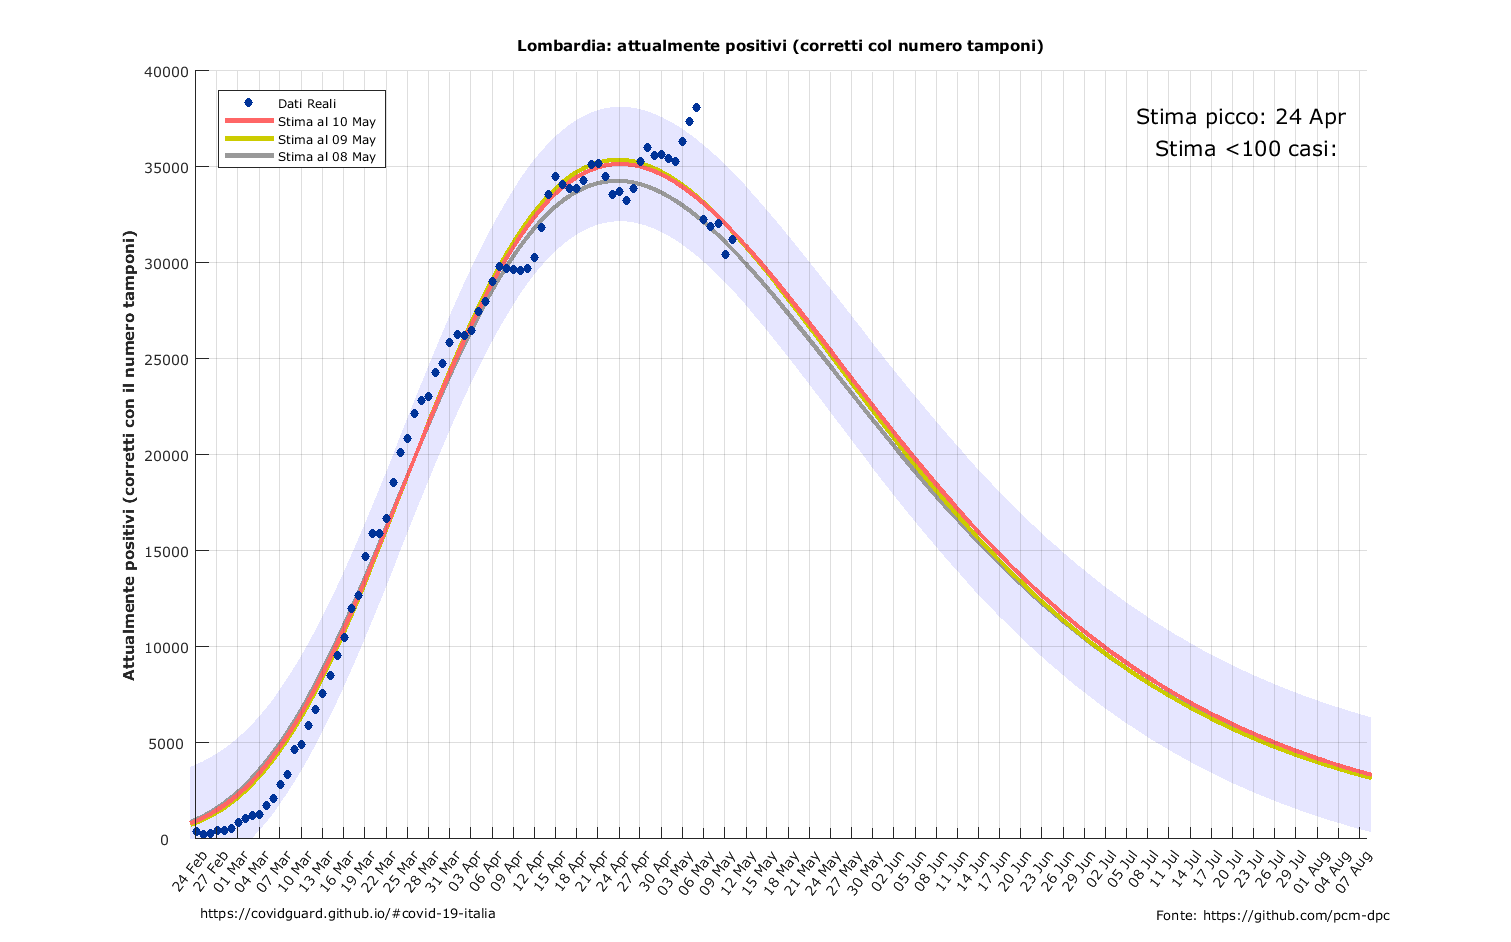 Lombardia: attualmente positivi (corretti col numero tamponi)
Attualmente positivi (corretti con il numero tamponi)
40000
35000
30000
25000
20000
15000
10000
5000
0
Dati Reali
Stima al 10 May
Stima al 09 May
Stima al 08 May
Stima picco: 24 Apr
Stima <100 casi:
24 Feb
27 Feb
01 Mar
04 Mar
07 Mar
10 Mar
13 Mar
16 Mar
19 Mar
22 Mar
25 Mar
28 Mar
31 Mar
03 Apr
06 Apr
09 Apr
12 Apr
15 Apr
18 Apr
21 Apr
24 Apr
27 Apr
30 Apr
03 May
06 May
09 May
12 May
15 May
18 May
21 May
24 May
27 May
30 May
02 Jun
05 Jun
08 Jun
11 Jun
14 Jun
17 Jun
20 Jun
23 Jun
26 Jun
29 Jun
02 Jul
05 Jul
08 Jul
11 Jul
14 Jul
17 Jul
20 Jul
23 Jul
26 Jul
29 Jul
01 Aug
04 Aug
07 Aug
https://covidguard.github.io/#covid-19-italia
Fonte: https://github.com/pcm-dpc